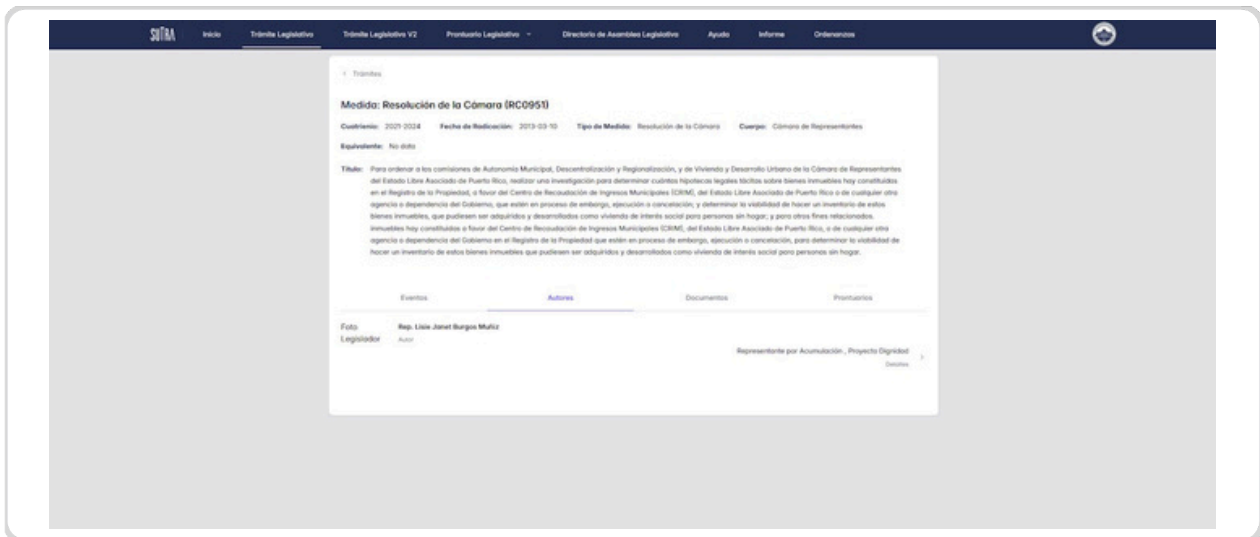 SUTRA Inicio Trámite Legislativo Trámite Legislativo V2 Prontuario Legislativo Directorio de Asamblea Legislativa Ayuda Informe Ordenanzas
< Trámites
Medida: Resolución de la Cámara (RC0951)
Cuatrienio: 2021-2024 Fecha de Radicación: 2013-03-10 Tipo de Medida: Resolución de la Cámara Cuerpo: Cámara de Representantes
Equivalente: No data
Título: Para ordenar a las comisiones de Autonomía Municipal, Descentralización y Regionalización, y de Vivienda y Desarrollo Urbano de la Cámara de Representantes
del Estado Libre Asociado de Puerto Rico, realizar una investigación para determinar cuántas hipotecas legales tácitas sobre bienes inmuebles hay constituidas
en el Registro de la Propiedad, a favor del Centro de Recaudación de Ingresos Municipales (CRIM), del Estado Libre Asociado de Puerto Rico o de cualquier otra
agencia o dependencia del Gobierno, que estén en proceso de embargo, ejecución o cancelación; y determinar la viabilidad de hacer un inventario de estos
bienes inmuebles, que pudiesen ser adquiridos y desarrollados como vivienda de interés social para personas sin hogar; y para otros fines relacionados.
inmuebles hay constituidas a favor del Centro de Recaudación de Ingresos Municipales (CRIM), del Estado Libre Asociado de Puerto Rico, o de cualquier otra
agencia o dependencia del Gobierno en el Registro de la Propiedad que estén en proceso de embargo, ejecución o cancelación, para determinar la viabilidad de
hacer un inventario de estos bienes inmuebles que pudiesen ser adquiridos y desarrollados como vivienda de interés social para personas sin hogar.
Eventos Autores Documentos Prontuarios
Foto Rep. Lisie Janet Burgos Muñiz
Legislador Autor
Representante por Acumulación , Proyecto Dignidad >
Detalles